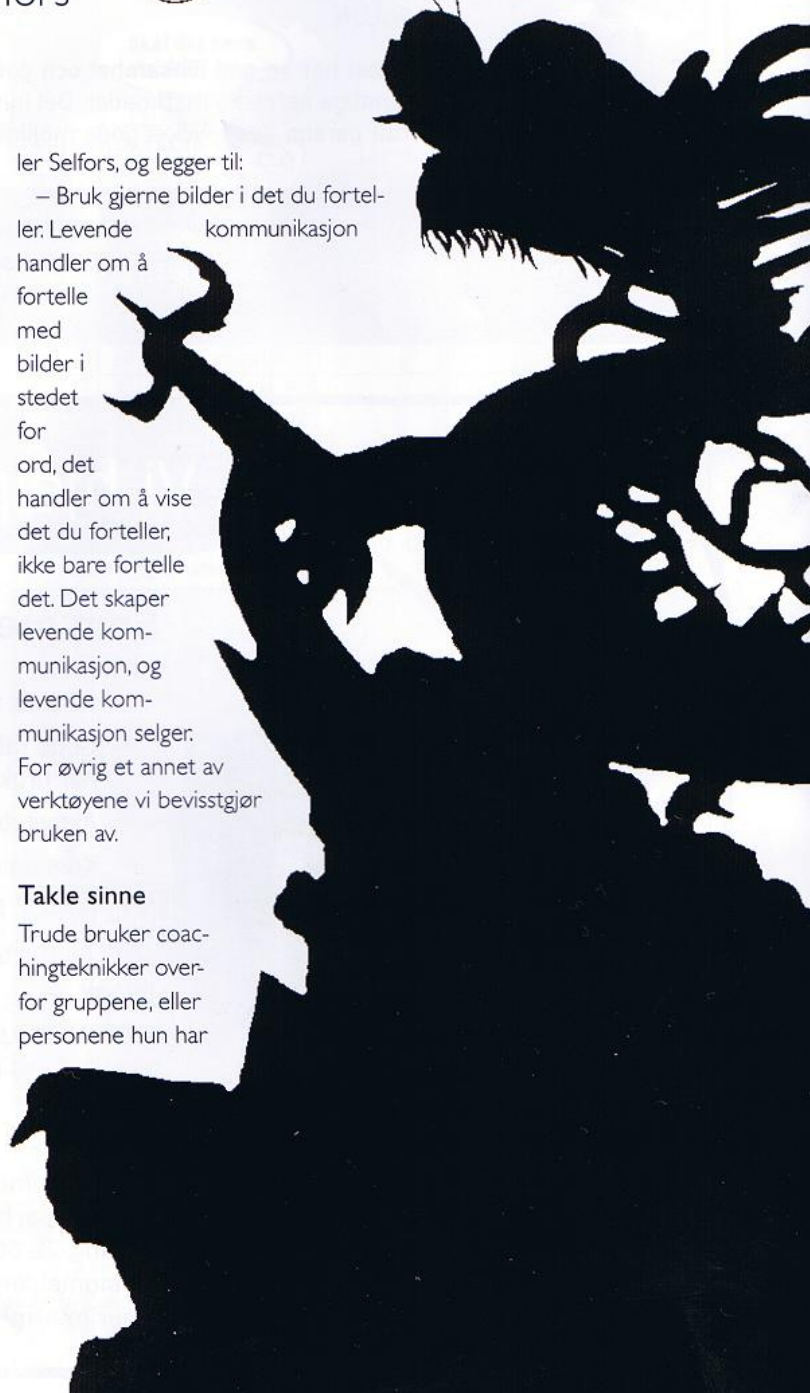 ler Selfors, og legger til:
– Bruk gjerne bilder i det du fortel-
ler. Levende kommunikasjon
handler om å
fortelle
med
bilder i
stedet
for
ord, det
handler om å vise
det du forteller,
ikke bare fortelle
det. Det skaper
levende kom-
munikasjon, og
levende kom-
munikasjon selger.
For øvrig et annet av
verktøyene vi bevisstgjør
bruken av.
Takle sinne
Trude bruker coac-
hingteknikker over-
for gruppene, eller
personene hun har